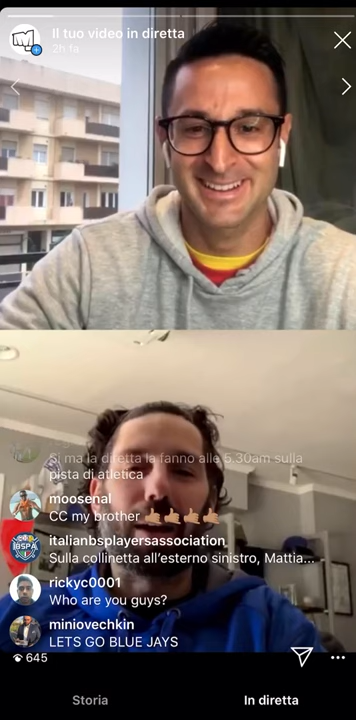 Il tuo video in diretta
2h fa
Si ma la diretta la fanno alle 5.30am sulla
pista di atletica
moosenal
CC my brother 🤙🏽🤙🏽🤙🏽🤙🏽
IBSPA
italianbsplayersassociation
Sulla collinetta all'esterno sinistro, Mattia...
rickyc0001
Who are you guys?
miniovechkin
LETS GO BLUE JAYS
645
Storia
In diretta